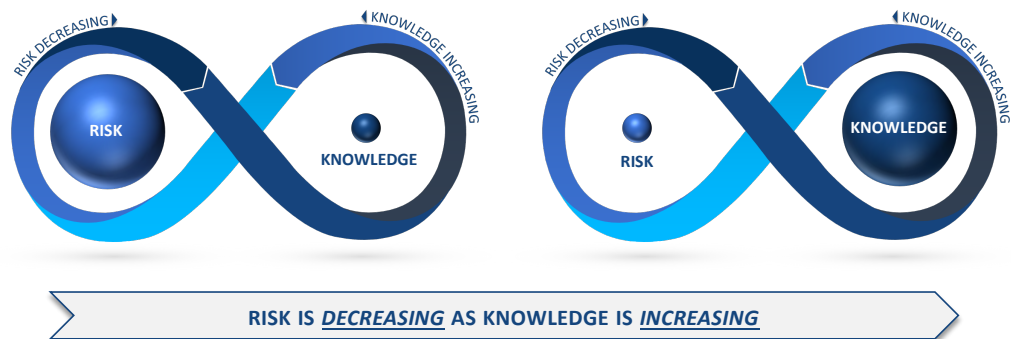 RISK DECREASING
KNOWLEDGE INCREASING
RISK
KNOWLEDGE
RISK DECREASING
KNOWLEDGE INCREASING
RISK
KNOWLEDGE
RISK IS DECREASING AS KNOWLEDGE IS INCREASING